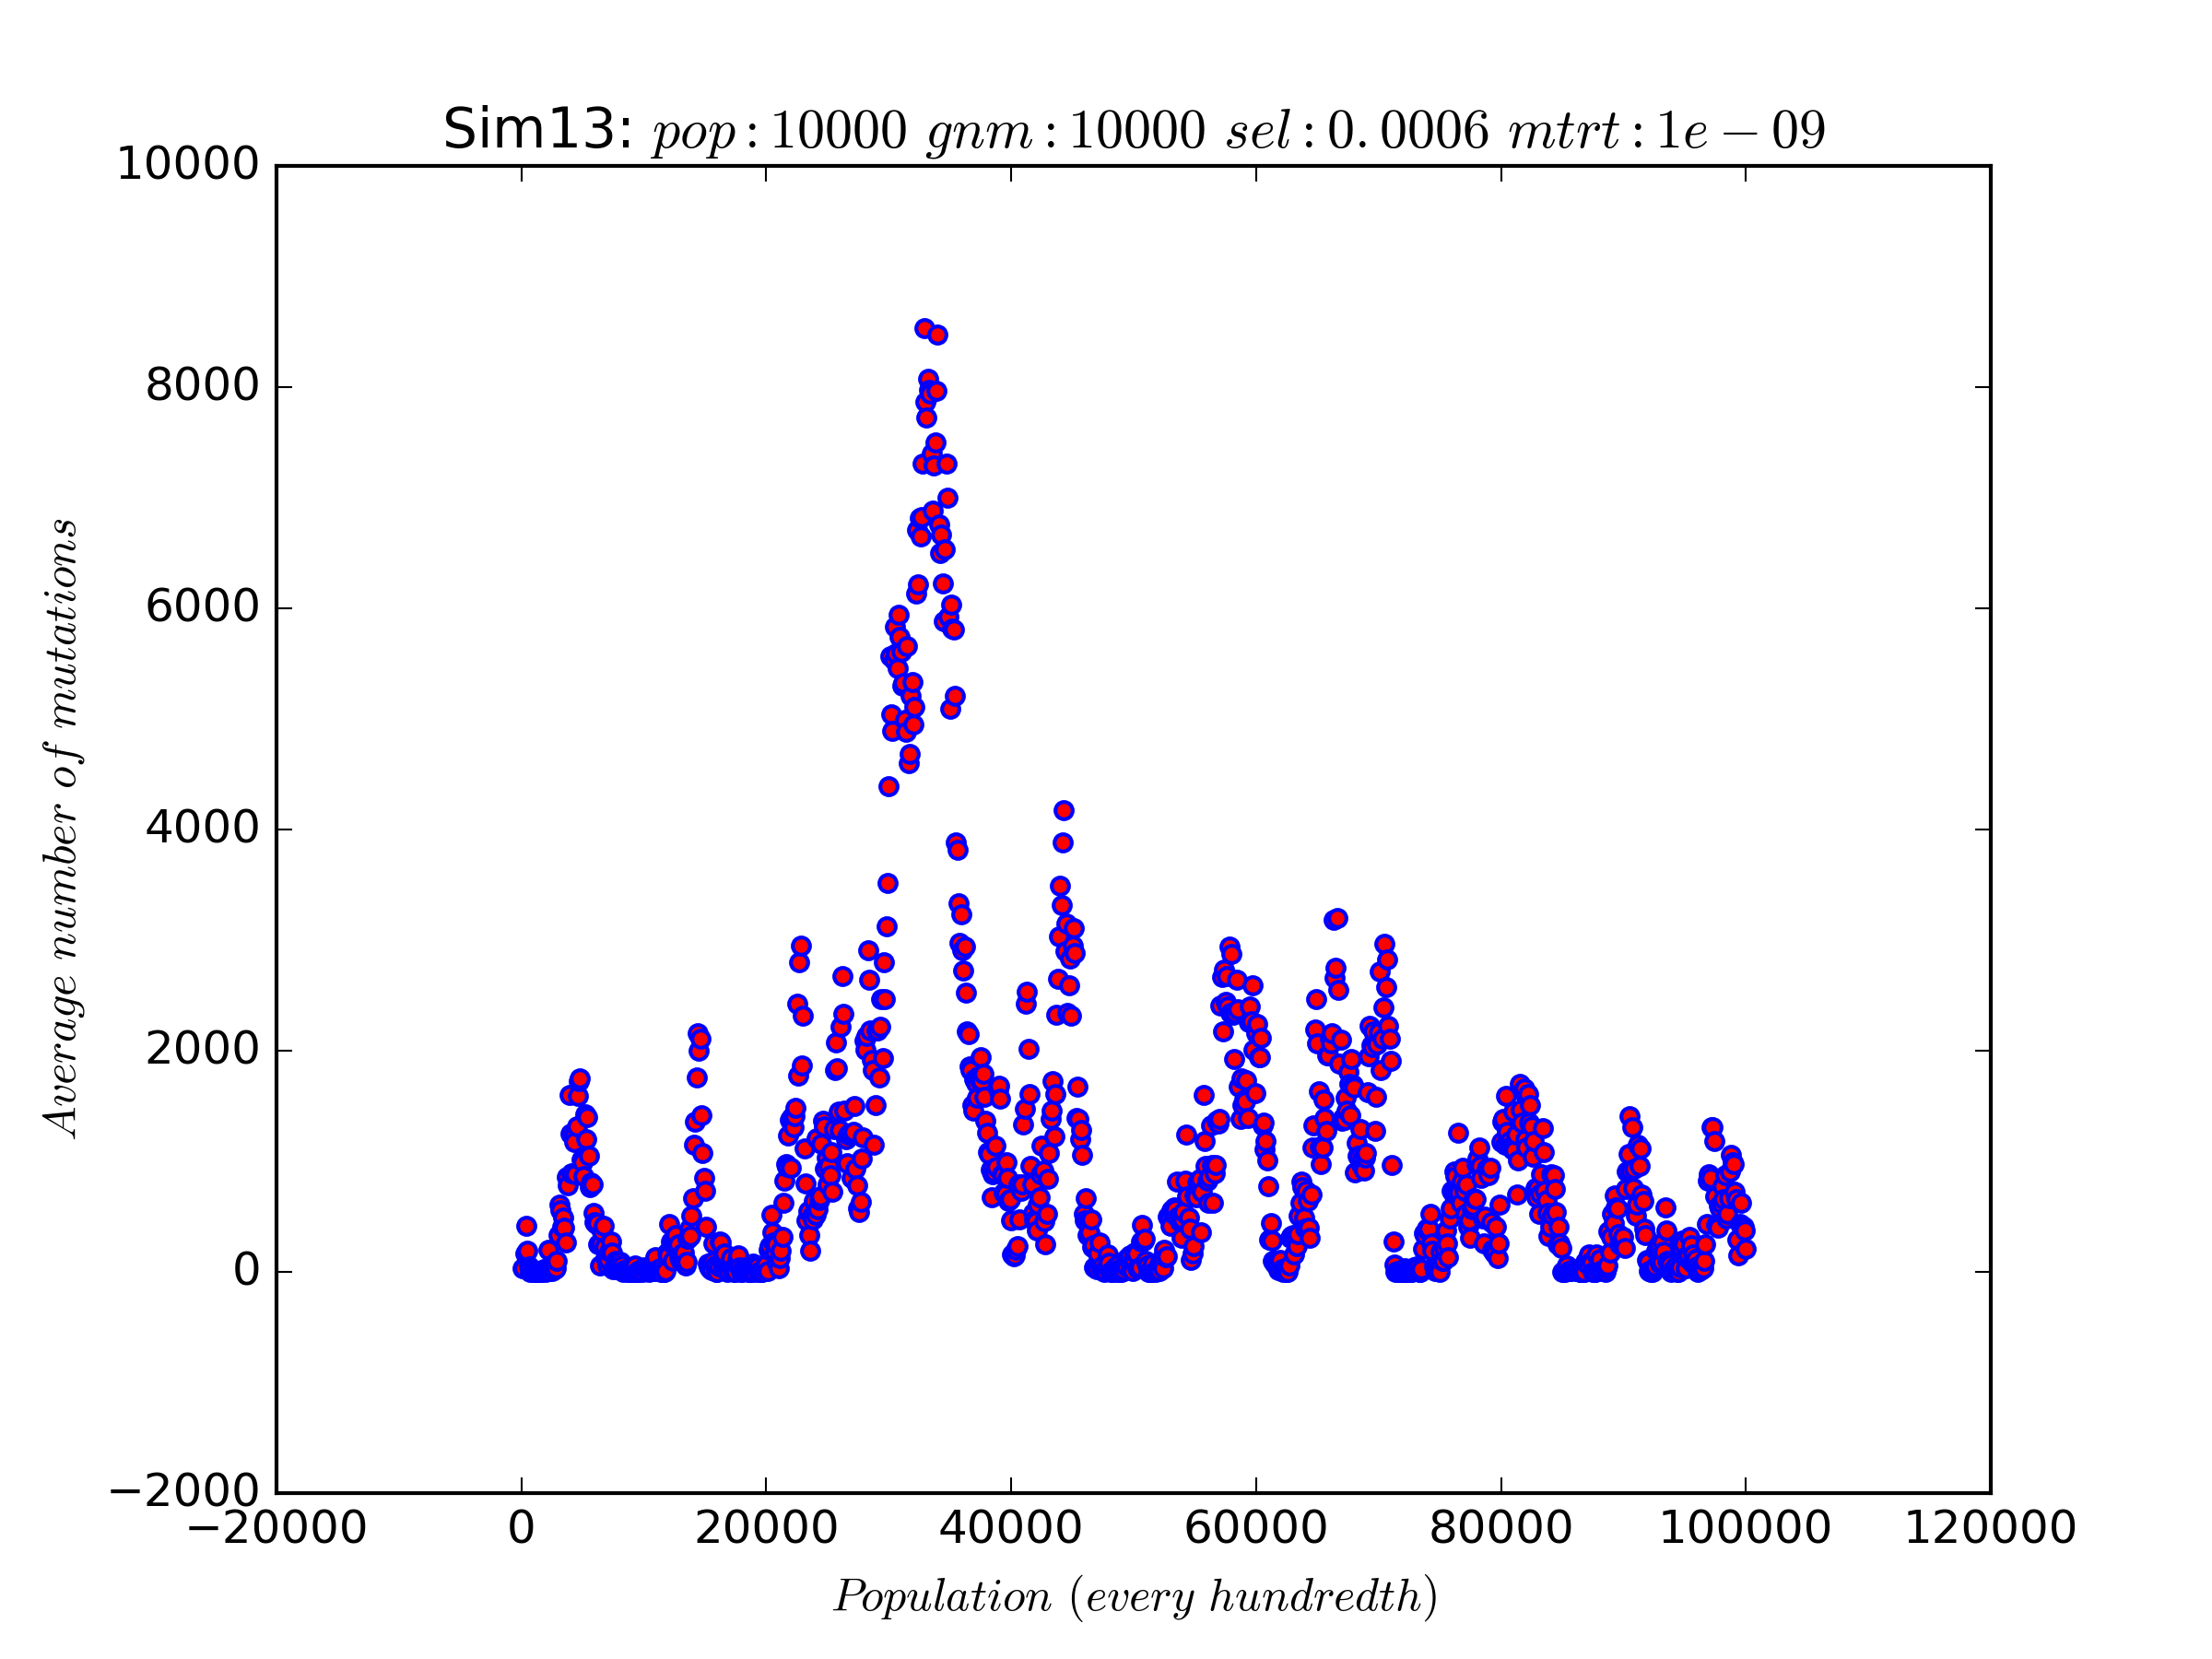 Sim13: pop : 10000 gnm : 10000 sel : 0.0006 mtrt : 1e − 09
10000
8000
6000
4000
2000
0
−2000
Average number of mutations
−20000 0 20000 40000 60000 80000 100000 120000
Population (every hundredth)